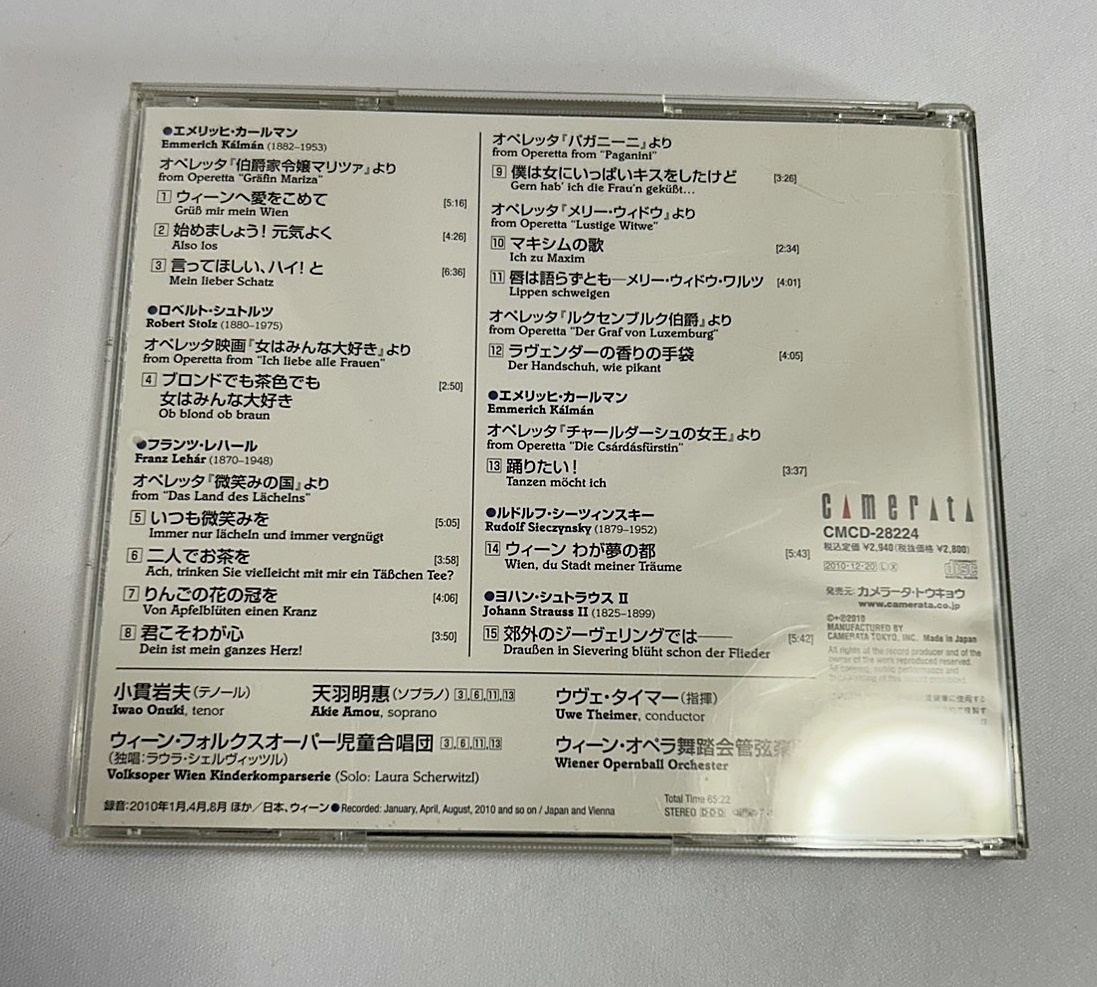 ●エメリッヒ・カールマン
Emmerich Kálmán (1882–1953)
オペレッタ『伯爵家令嬢マリツァ』より
from Operetta "Gräfin Mariza"
1 ウィーンへ愛をこめて [5:16]
Grüß mir mein Wien
2 始めましょう! 元気よく [4:26]
Also los
3 言ってほしい、ハイ! と [6:36]
Mein lieber Schatz
●ロベルト・シュトルツ
Robert Stolz (1880–1975)
オペレッタ映画『女はみんな大好き』より
from Operetta from "Ich liebe alle Frauen"
4 ブロンドでも茶色でも [2:50]
女はみんな大好き
Ob blond ob braun
●フランツ・レハール
Franz Lehár (1870–1948)
オペレッタ『微笑みの国』より
from "Das Land des Lächelns"
5 いつも微笑みを [5:05]
Immer nur lächeln und immer vergnügt
6 二人でお茶を [3:58]
Ach, trinken Sie vielleicht mit mir ein Täßchen Tee?
7 りんごの花の冠を [4:06]
Von Apfelblüten einen Kranz
8 君こそわが心 [3:50]
Dein ist mein ganzes Herz!
オペレッタ『パガニーニ』より
from Operetta from "Paganini"
9 僕は女にいっぱいキスをしたけど [3:26]
Gern hab' ich die Frau'n geküßt...
オペレッタ『メリー・ウィドウ』より
from Operetta "Lustige Witwe"
10 マキシムの歌 [2:34]
Ich zu Maxim
11 唇は語らずとも―メリー・ウィドウ・ワルツ [4:01]
Lippen schweigen
オペレッタ『ルクセンブルク伯爵』より
from Operetta "Der Graf von Luxemburg"
12 ラヴェンダーの香りの手袋 [4:05]
Der Handschuh, wie pikant
●エメリッヒ・カールマン
Emmerich Kálmán
オペレッタ『チャールダーシュの女王』より
from Operetta "Die Csárdásfürstin"
13 踊りたい! [3:37]
Tanzen möcht ich
●ルドルフ・シーツィンスキー
Rudolf Sieczynsky (1879–1952)
14 ウィーン わが夢の都 [5:43]
Wien, du Stadt meiner Träume
●ヨハン・シュトラウス II
Johann Strauss II (1825–1899)
15 郊外のジーヴェリングでは―― [5:42]
Draußen in Sievering blüht schon der Flieder
camerata
CMCD-28224
税込定価 ¥2,940 (税抜価格 ¥2,800)
2010・12・20 Ⓛ Ⓧ
disc
DIGITAL AUDIO
発売元: カメラータ・トウキョウ
www.camerata.co.jp
©+℗2010
MANUFACTURED BY
CAMERATA TOKYO, INC. Made in Japan
All rights of the record producer and of the
owner of the work reproduced reserved.
小貫岩夫 (テノール)
Iwao Onuki, tenor
天羽明惠 (ソプラノ) 3,6,11,13
Akie Amou, soprano
ウヴェ・タイマー (指揮)
Uwe Theimer, conductor
ウィーン・フォルクスオーパー児童合唱団 3,6,11,13
(独唱:ラウラ・シェルヴィッツル)
Volksoper Wien Kinderkomparserie (Solo: Laura Scherwitzl)
ウィーン・オペラ舞踏会管弦楽
Wiener Opernball Orchester
録音:2010年1月,4月,8月 ほか/日本、ウィーン●Recorded: January, April, August, 2010 and so on / Japan and Vienna
Total Time 65:22
STEREO DDD